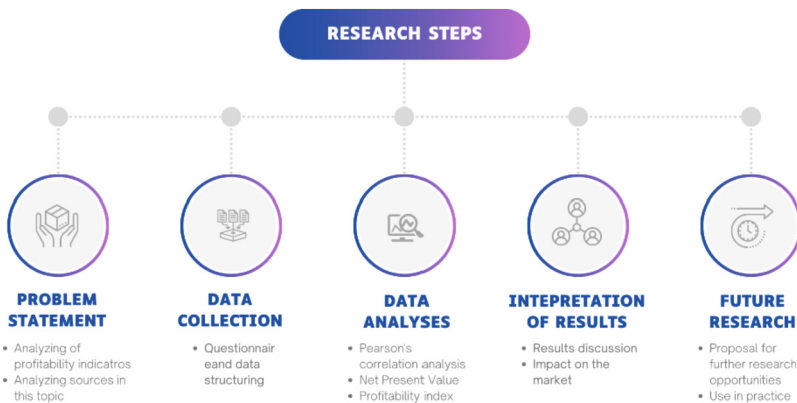 RESEARCH STEPS
PROBLEM
STATEMENT
• Analyzing of
profitability indicatros
• Analyzing sources in
this topic
DATA
COLLECTION
• Questionnair
eand data
structuring
DATA
ANALYSES
• Pearson's
correlation analysis
• Net Present Value
• Profitability index
INTEPRETATION
OF RESULTS
• Results discussion
• Impact on the
market
FUTURE
RESEARCH
• Proposal for
further research
opportunities
• Use in practice